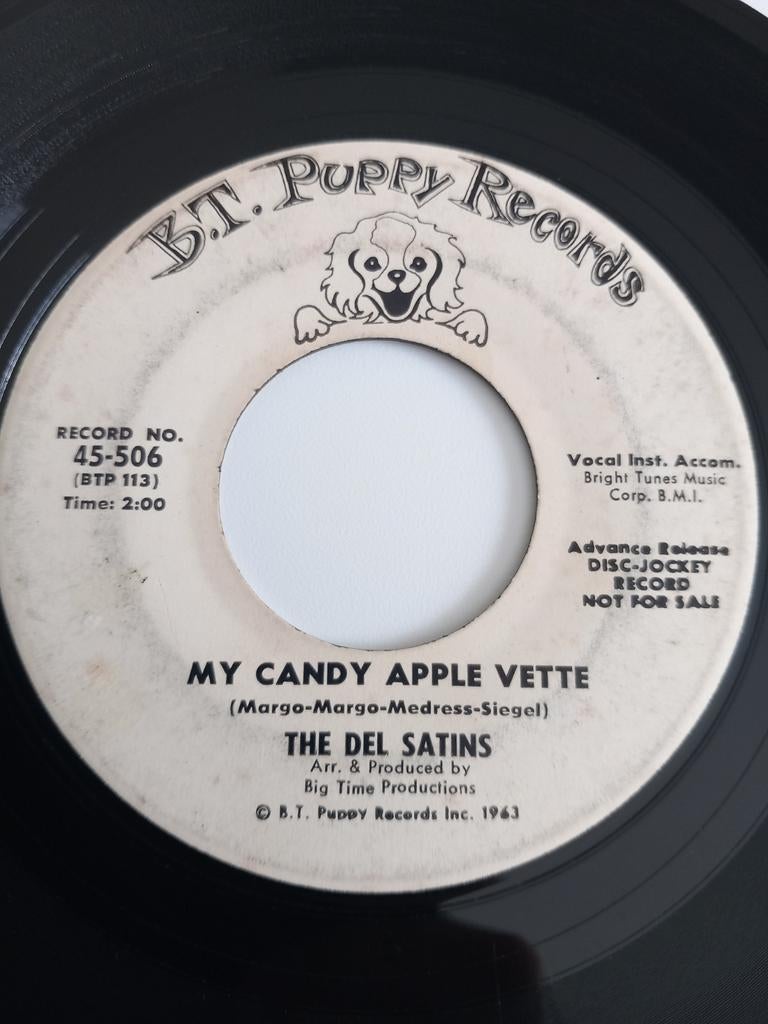 B.T. Puppy Records
RECORD NO.
45-506
(BTP 113)
Time: 2:00
Vocal Inst. Accom.
Bright Tunes Music
Corp. B.M.I.
Advance Release
DISC-JOCKEY
RECORD
NOT FOR SALE
MY CANDY APPLE VETTE
(Margo-Margo-Medress-Siegel)
THE DEL SATINS
Arr. & Produced by
Big Time Productions
© B.T. Puppy Records Inc. 1963